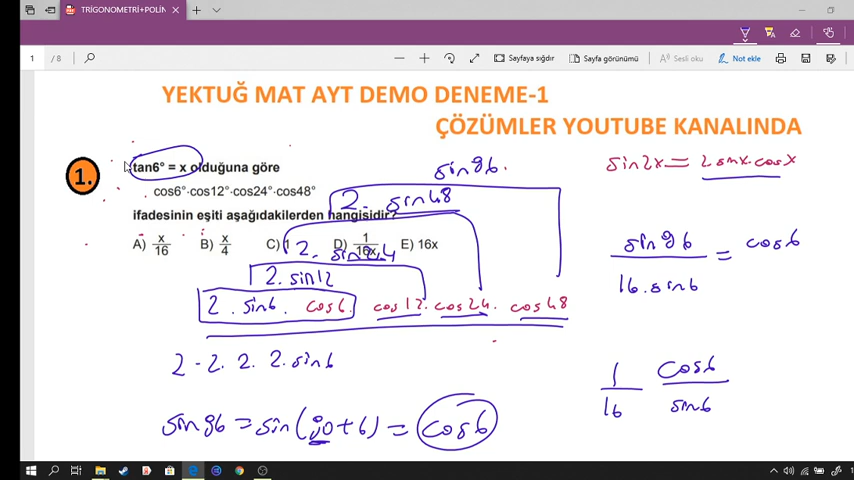 TRİGONOMETRİ+POLİN
1 / 8
Sayfaya sığdır
Sayfa görünümü
Sesli oku
Not ekle
YEKTUĞ MAT AYT DEMO DENEME-1
ÇÖZÜMLER YOUTUBE KANALINDA
1.
tan6° = x olduğuna göre
cos6°·cos12°·cos24°·cos48°
ifadesinin eşiti aşağıdakilerden hangisidir?
A) x/16 B) x/4 C) 1 D) 1/16x E) 16x
sin96.
sin2x = 2sinx.cosx
2. sin48
2. sin24
2. sin12
2 . sin6. cos6. cos12. cos24. cos48
sin96 / 16.sin6 = cos6
2 - 2. 2. 2. sin6
1/16 cos6/sin6
sin96 = sin(90+6) = cos6